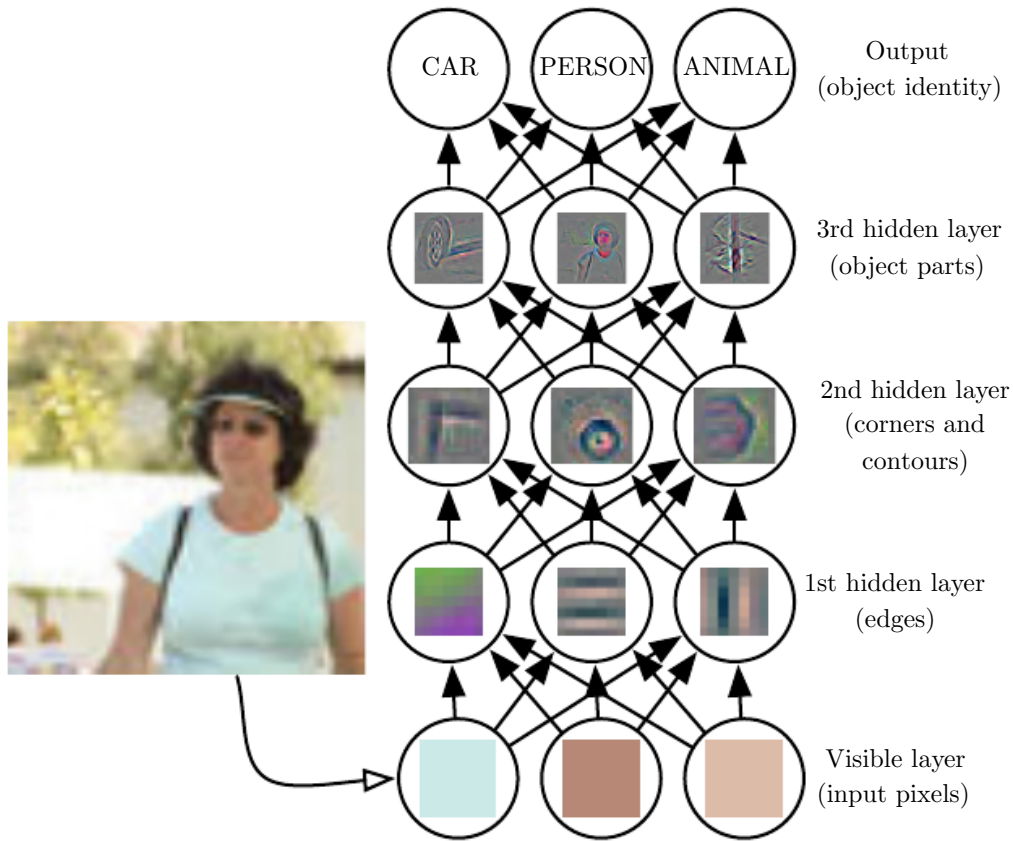 CAR
PERSON
ANIMAL
Output
(object identity)
3rd hidden layer
(object parts)
2nd hidden layer
(corners and
contours)
1st hidden layer
(edges)
Visible layer
(input pixels)